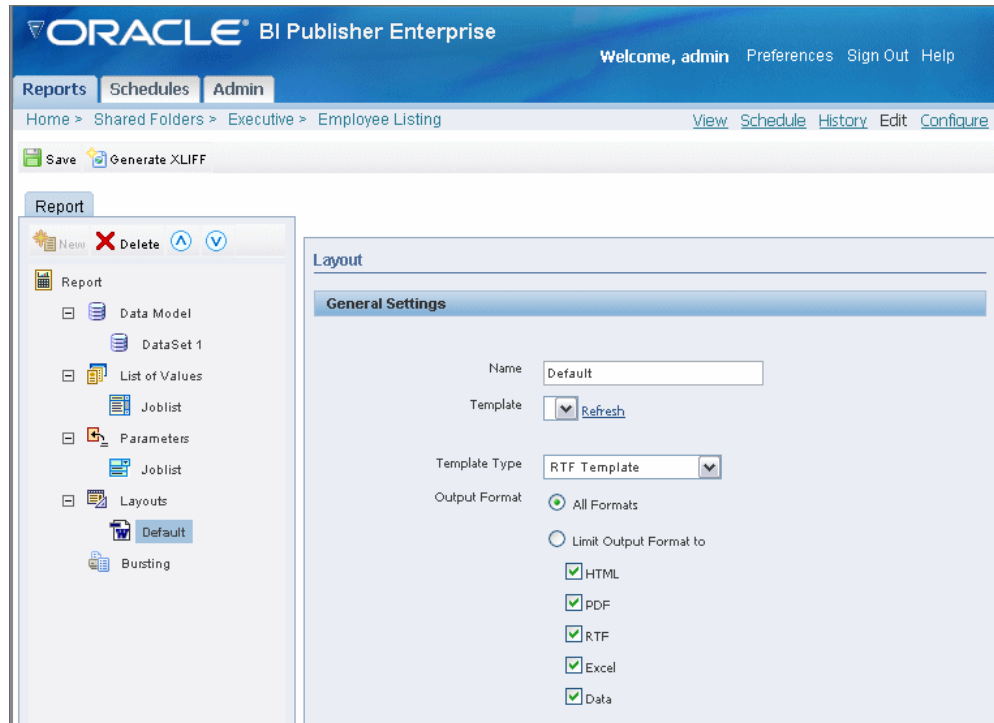 ORACLE BI Publisher Enterprise
Welcome, admin Preferences Sign Out Help
Reports Schedules Admin
Home > Shared Folders > Executive > Employee Listing View Schedule History Edit Configure
Save Generate XLIFF
Report
New Delete
Report
Data Model
DataSet 1
List of Values
Joblist
Parameters
Joblist
Layouts
Default
Bursting
Layout
General Settings
Name Default
Template Refresh
Template Type RTF Template
Output Format All Formats
Limit Output Format to
HTML
PDF
RTF
Excel
Data